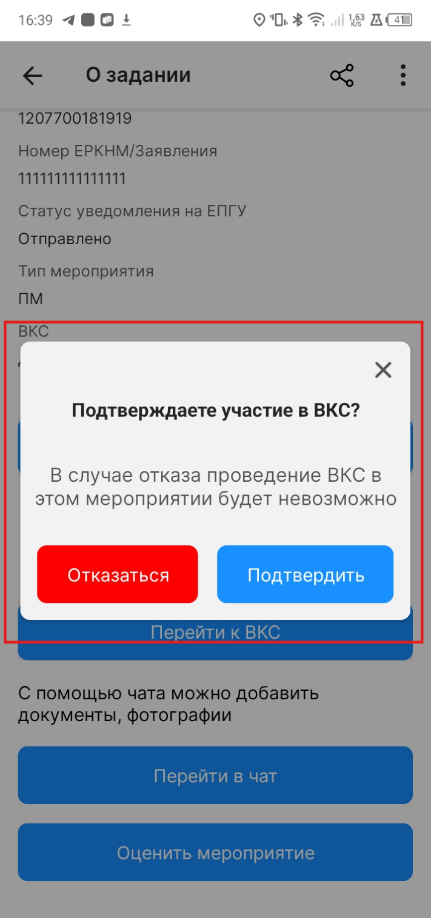 16:39
1,63
K/S
41
О задании
1207700181919
Номер ЕРКНМ/Заявления
111111111111111
Статус уведомления на ЕПГУ
Отправлено
Тип мероприятия
ПМ
ВКС
Подтверждаете участие в ВКС?
В случае отказа проведение ВКС в
этом мероприятии будет невозможно
Отказаться
Подтвердить
Перейти к ВКС
С помощью чата можно добавить
документы, фотографии
Перейти в чат
Оценить мероприятие